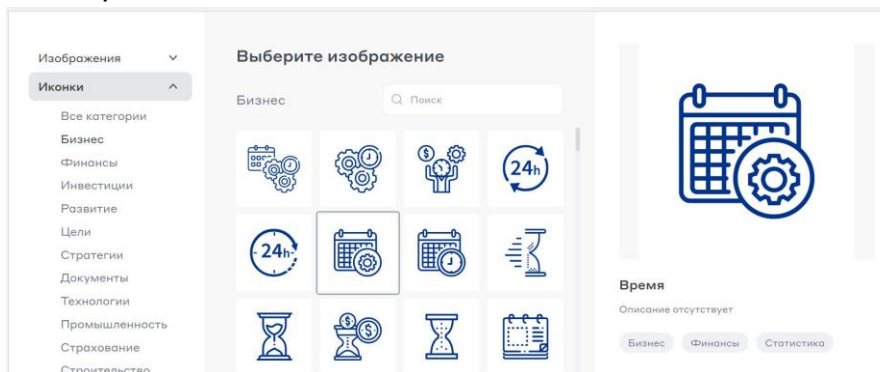 Изображения
Иконки
Все категории
Бизнес
Финансы
Инвестиции
Развитие
Цели
Стратегии
Документы
Технологии
Промышленность
Страхование
Строительство
Выберите изображение
Бизнес
Поиск
24h
24h
Время
Описание отсутствует
Бизнес Финансы Статистика